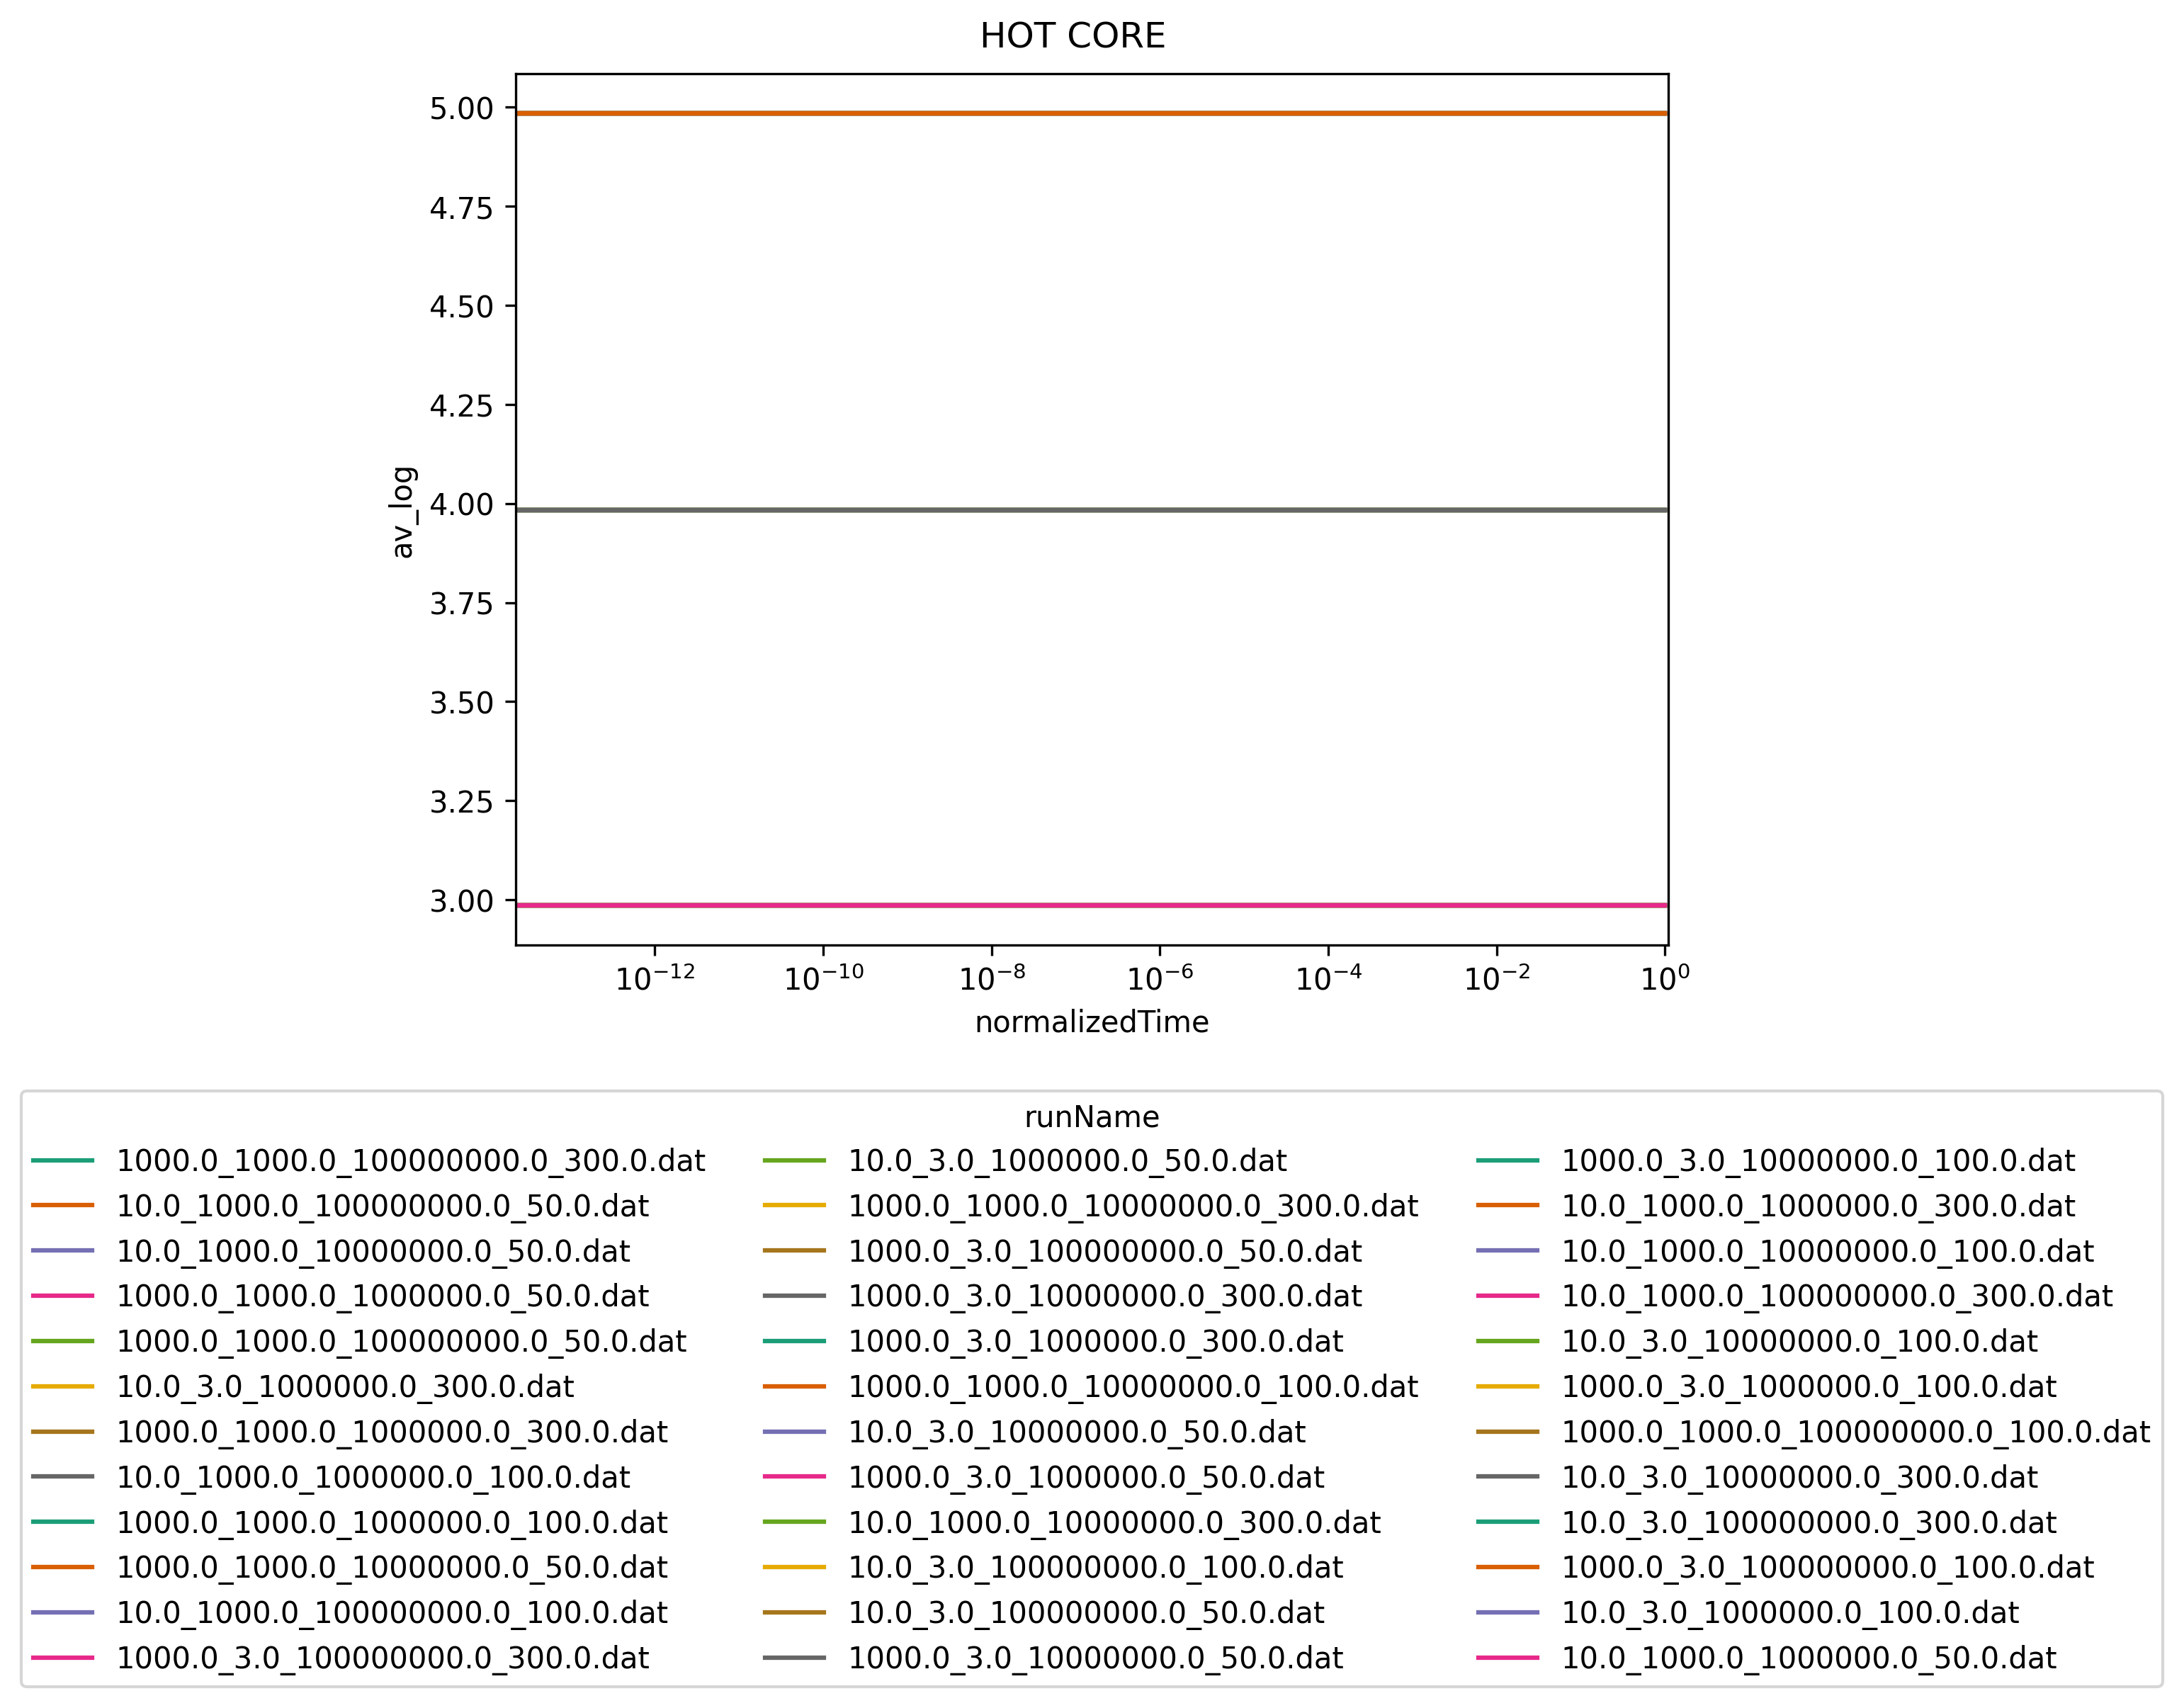 HOT CORE
5.00
4.75
4.50
4.25
4.00
3.75
3.50
3.25
3.00
av_log
10⁻¹² 10⁻¹⁰ 10⁻⁸ 10⁻⁶ 10⁻⁴ 10⁻² 10⁰
normalizedTime
runName
1000.0_1000.0_100000000.0_300.0.dat
10.0_1000.0_100000000.0_50.0.dat
10.0_1000.0_10000000.0_50.0.dat
1000.0_1000.0_1000000.0_50.0.dat
1000.0_1000.0_100000000.0_50.0.dat
10.0_3.0_1000000.0_300.0.dat
1000.0_1000.0_1000000.0_300.0.dat
10.0_1000.0_1000000.0_100.0.dat
1000.0_1000.0_1000000.0_100.0.dat
1000.0_1000.0_10000000.0_50.0.dat
10.0_1000.0_100000000.0_100.0.dat
1000.0_3.0_100000000.0_300.0.dat
10.0_3.0_1000000.0_50.0.dat
1000.0_1000.0_10000000.0_300.0.dat
1000.0_3.0_100000000.0_50.0.dat
1000.0_3.0_10000000.0_300.0.dat
1000.0_3.0_1000000.0_300.0.dat
1000.0_1000.0_10000000.0_100.0.dat
10.0_3.0_10000000.0_50.0.dat
1000.0_3.0_1000000.0_50.0.dat
10.0_1000.0_10000000.0_300.0.dat
10.0_3.0_100000000.0_100.0.dat
10.0_3.0_100000000.0_50.0.dat
1000.0_3.0_10000000.0_50.0.dat
1000.0_3.0_10000000.0_100.0.dat
10.0_1000.0_1000000.0_300.0.dat
10.0_1000.0_10000000.0_100.0.dat
10.0_1000.0_100000000.0_300.0.dat
10.0_3.0_10000000.0_100.0.dat
1000.0_3.0_1000000.0_100.0.dat
1000.0_1000.0_100000000.0_100.0.dat
10.0_3.0_10000000.0_300.0.dat
10.0_3.0_100000000.0_300.0.dat
1000.0_3.0_100000000.0_100.0.dat
10.0_3.0_1000000.0_100.0.dat
10.0_1000.0_1000000.0_50.0.dat